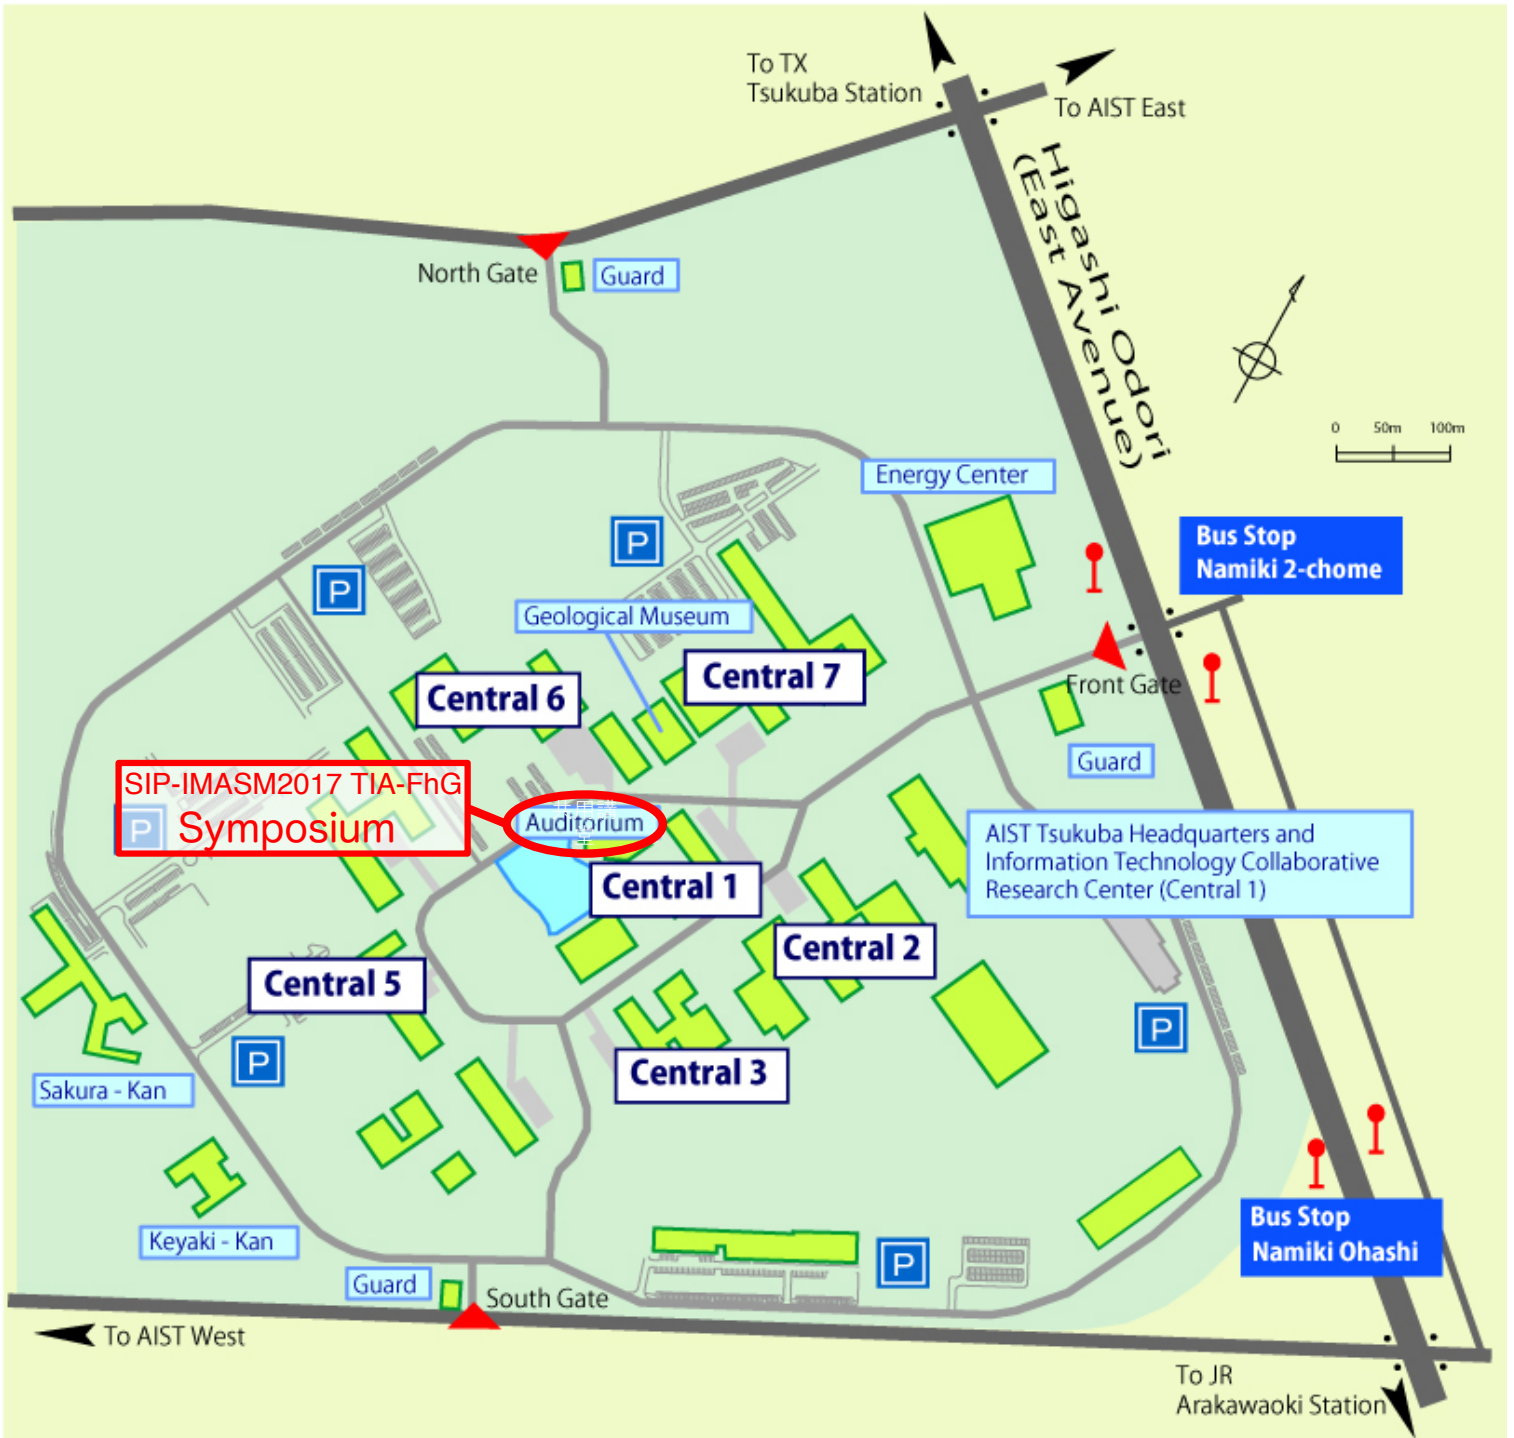 To TX
Tsukuba Station
To AIST East
Higashi Odori
(East Avenue)
North Gate
Guard
0 50m 100m
Energy Center
P
Bus Stop
Namiki 2-chome
P
Geological Museum
Central 7
Central 6
Front Gate
Guard
SIP-IMASM2017 TIA-FhG
Symposium
P
Auditorium
AIST Tsukuba Headquarters and
Information Technology Collaborative
Research Center (Central 1)
Central 1
Central 2
Central 5
P
P
Central 3
Sakura - Kan
Keyaki - Kan
Bus Stop
Namiki Ohashi
P
Guard
South Gate
To AIST West
To JR
Arakawaoki Station